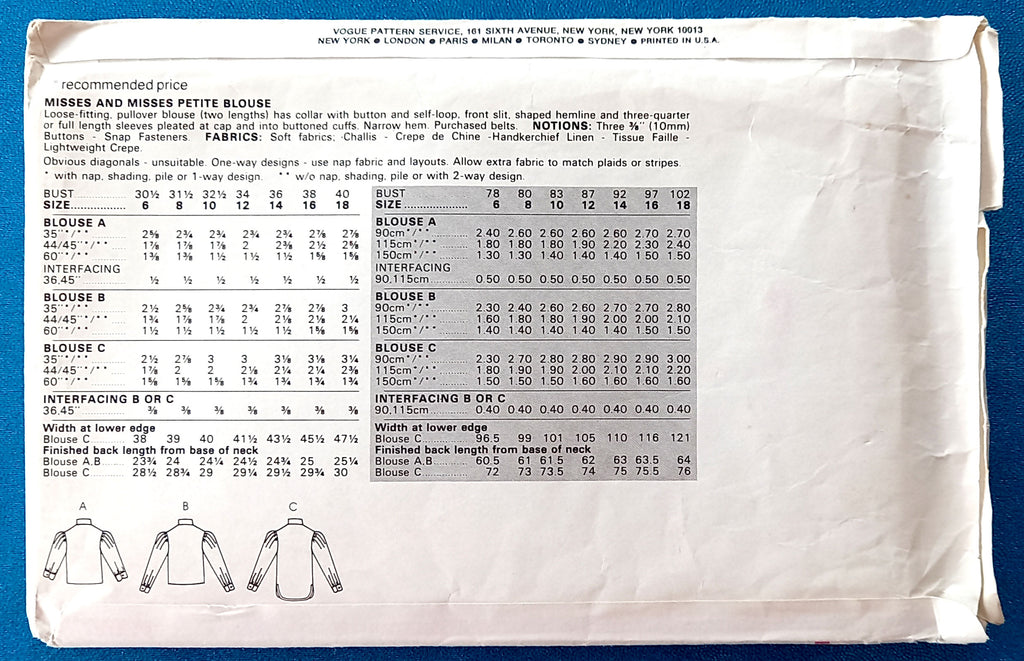 VOGUE PATTERN SERVICE, 161 SIXTH AVENUE, NEW YORK, NEW YORK 10013
NEW YORK ● LONDON ● PARIS ● MILAN ● TORONTO ● SYDNEY ● PRINTED IN U.S.A.
recommended price
MISSES AND MISSES PETITE BLOUSE
Loose-fitting, pullover blouse (two lengths) has collar with button and self-loop, front slit, shaped hemline and three-quarter
or full length sleeves pleated at cap and into buttoned cuffs. Narrow hem. Purchased belts. NOTIONS: Three ⅜" (10mm)
Buttons - Snap Fasteners. FABRICS: Soft fabrics: -Challis - Crepe de Chine -Handkerchief Linen - Tissue Faille -
Lightweight Crepe.
Obvious diagonals - unsuitable. One-way designs - use nap fabric and layouts. Allow extra fabric to match plaids or stripes.
* with nap, shading, pile or 1-way design. ** w/o nap, shading, pile or with 2-way design.
BUST 30½ 31½ 32½ 34 36 38 40
SIZE 6 8 10 12 14 16 18
BLOUSE A
35"*/** 2⅝ 2¾ 2¾ 2¾ 2¾ 2⅞ 2⅞
44/45"*/** 1⅞ 1⅞ 1⅞ 2 2⅜ 2½ 2⅝
60"*/** 1⅜ 1⅜ 1½ 1½ 1½ 1⅝ 1⅝
INTERFACING
36,45" ½ ½ ½ ½ ½ ½ ½
BLOUSE B
35"*/** 2½ 2⅝ 2¾ 2¾ 2⅞ 2⅞ 3
44/45"*/** 1¾ 1⅞ 1⅞ 2 2⅛ 2⅛ 2¼
60"*/** 1½ 1½ 1½ 1½ 1½ 1⅝ 1⅝
BLOUSE C
35"*/** 2½ 2⅞ 3 3 3⅛ 3⅛ 3¼
44/45"*/** 1⅞ 2 2 2⅛ 2¼ 2¼ 2⅜
60"*/** 1⅝ 1⅝ 1⅝ 1¾ 1¾ 1¾ 1¾
INTERFACING B OR C
36,45" ⅜ ⅜ ⅜ ⅜ ⅜ ⅜ ⅜
Width at lower edge
Blouse C 38 39 40 41½ 43½ 45½ 47½
Finished back length from base of neck
Blouse A,B 23¾ 24 24¼ 24½ 24¾ 25 25¼
Blouse C 28½ 28¾ 29 29¼ 29½ 29¾ 30
BUST 78 80 83 87 92 97 102
SIZE 6 8 10 12 14 16 18
BLOUSE A
90cm*/** 2.40 2.60 2.60 2.60 2.60 2.70 2.70
115cm*/** 1.80 1.80 1.80 1.90 2.20 2.30 2.40
150cm*/** 1.30 1.30 1.40 1.40 1.40 1.50 1.50
INTERFACING
90,115cm 0.50 0.50 0.50 0.50 0.50 0.50 0.50
BLOUSE B
90cm*/** 2.30 2.40 2.60 2.60 2.70 2.70 2.80
115cm*/** 1.60 1.80 1.80 1.90 2.00 2.00 2.10
150cm*/** 1.40 1.40 1.40 1.40 1.40 1.50 1.50
BLOUSE C
90cm*/** 2.30 2.70 2.80 2.80 2.90 2.90 3.00
115cm*/** 1.80 1.90 1.90 2.00 2.10 2.10 2.20
150cm*/** 1.50 1.50 1.50 1.60 1.60 1.60 1.60
INTERFACING B OR C
90,115cm 0.40 0.40 0.40 0.40 0.40 0.40 0.40
Width at lower edge
Blouse C 96.5 99 101 105 110 116 121
Finished back length from base of neck
Blouse A,B 60.5 61 61.5 62 63 63.5 64
Blouse C 72 73 73.5 74 75 75.5 76
A B C